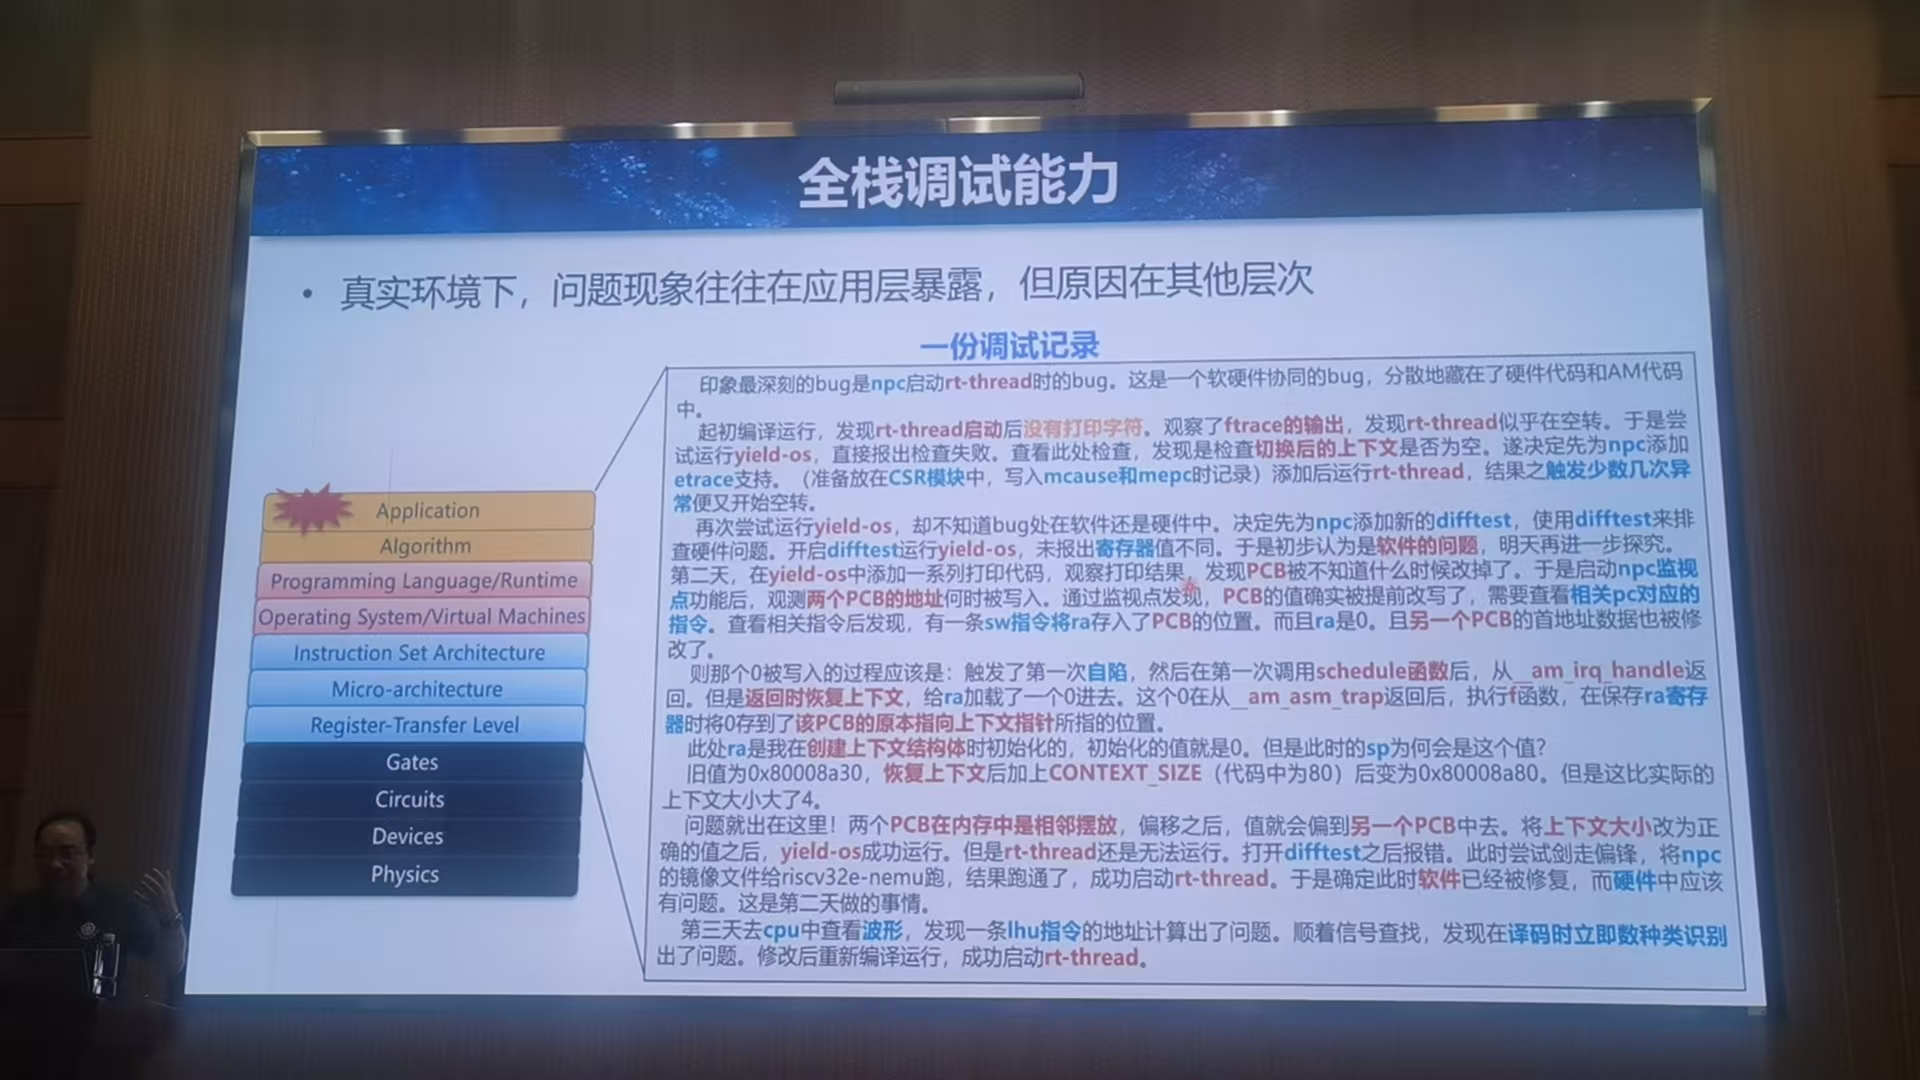 全栈调试能力
• 真实环境下，问题现象往往在应用层暴露，但原因在其他层次
一份调试记录
Application
Algorithm
Programming Language/Runtime
Operating System/Virtual Machines
Instruction Set Architecture
Micro-architecture
Register-Transfer Level
Gates
Circuits
Devices
Physics
印象最深刻的bug是npc启动rt-thread时的bug。这是一个软硬件协同的bug，分散地藏在了硬件代码和AM代码
中。
起初编译运行，发现rt-thread启动后没有打印字符。观察了ftrace的输出，发现rt-thread似乎在空转。于是尝
试运行yield-os，直接报出检查失败。查看此处检查，发现是检查切换后的上下文是否为空。遂决定先为npc添加
etrace支持。（准备放在CSR模块中，写入mcause和mepc时记录）添加后运行rt-thread，结果之触发少数几次异
常便又开始空转。
再次尝试运行yield-os，却不知道bug处在软件还是硬件中。决定先为npc添加新的difftest，使用difftest来排
查硬件问题。开启difftest运行yield-os，未报出寄存器值不同。于是初步认为是软件的问题，明天再进一步探究。
第二天，在yield-os中添加一系列打印代码，观察打印结果，发现PCB被不知道什么时候改掉了。于是启动npc监视
点功能后，观测两个PCB的地址何时被写入。通过监视点发现，PCB的值确实被提前改写了，需要查看相关pc对应的
指令。查看相关指令后发现，有一条sw指令将ra存入了PCB的位置。而且ra是0。且另一个PCB的首地址数据也被修
改了。
则那个0被写入的过程应该是：触发了第一次自陷，然后在第一次调用schedule函数后，从__am_irq_handle返
回。但是返回时恢复上下文，给ra加载了一个0进去。这个0在从__am_asm_trap返回后，执行f函数，在保存ra寄存
器时将0存到了该PCB的原本指向上下文指针所指的位置。
此处ra是我在创建上下文结构体时初始化的，初始化的值就是0。但是此时的sp为何会是这个值？
旧值为0x80008a30，恢复上下文后加上CONTEXT_SIZE（代码中为80）后变为0x80008a80。但是这比实际的
上下文大小大了4。
问题就出在这里！两个PCB在内存中是相邻摆放，偏移之后，值就会偏到另一个PCB中去。将上下文大小改为正
确的值之后，yield-os成功运行。但是rt-thread还是无法运行。打开difftest之后报错。此时尝试剑走偏锋，将npc
的镜像文件给riscv32e-nemu跑，结果跑通了，成功启动rt-thread。于是确定此时软件已经被修复，而硬件中应该
有问题。这是第二天做的事情。
第三天去cpu中查看波形，发现一条lhu指令的地址计算出了问题。顺着信号查找，发现在译码时立即数种类识别
出了问题。修改后重新编译运行，成功启动rt-thread。